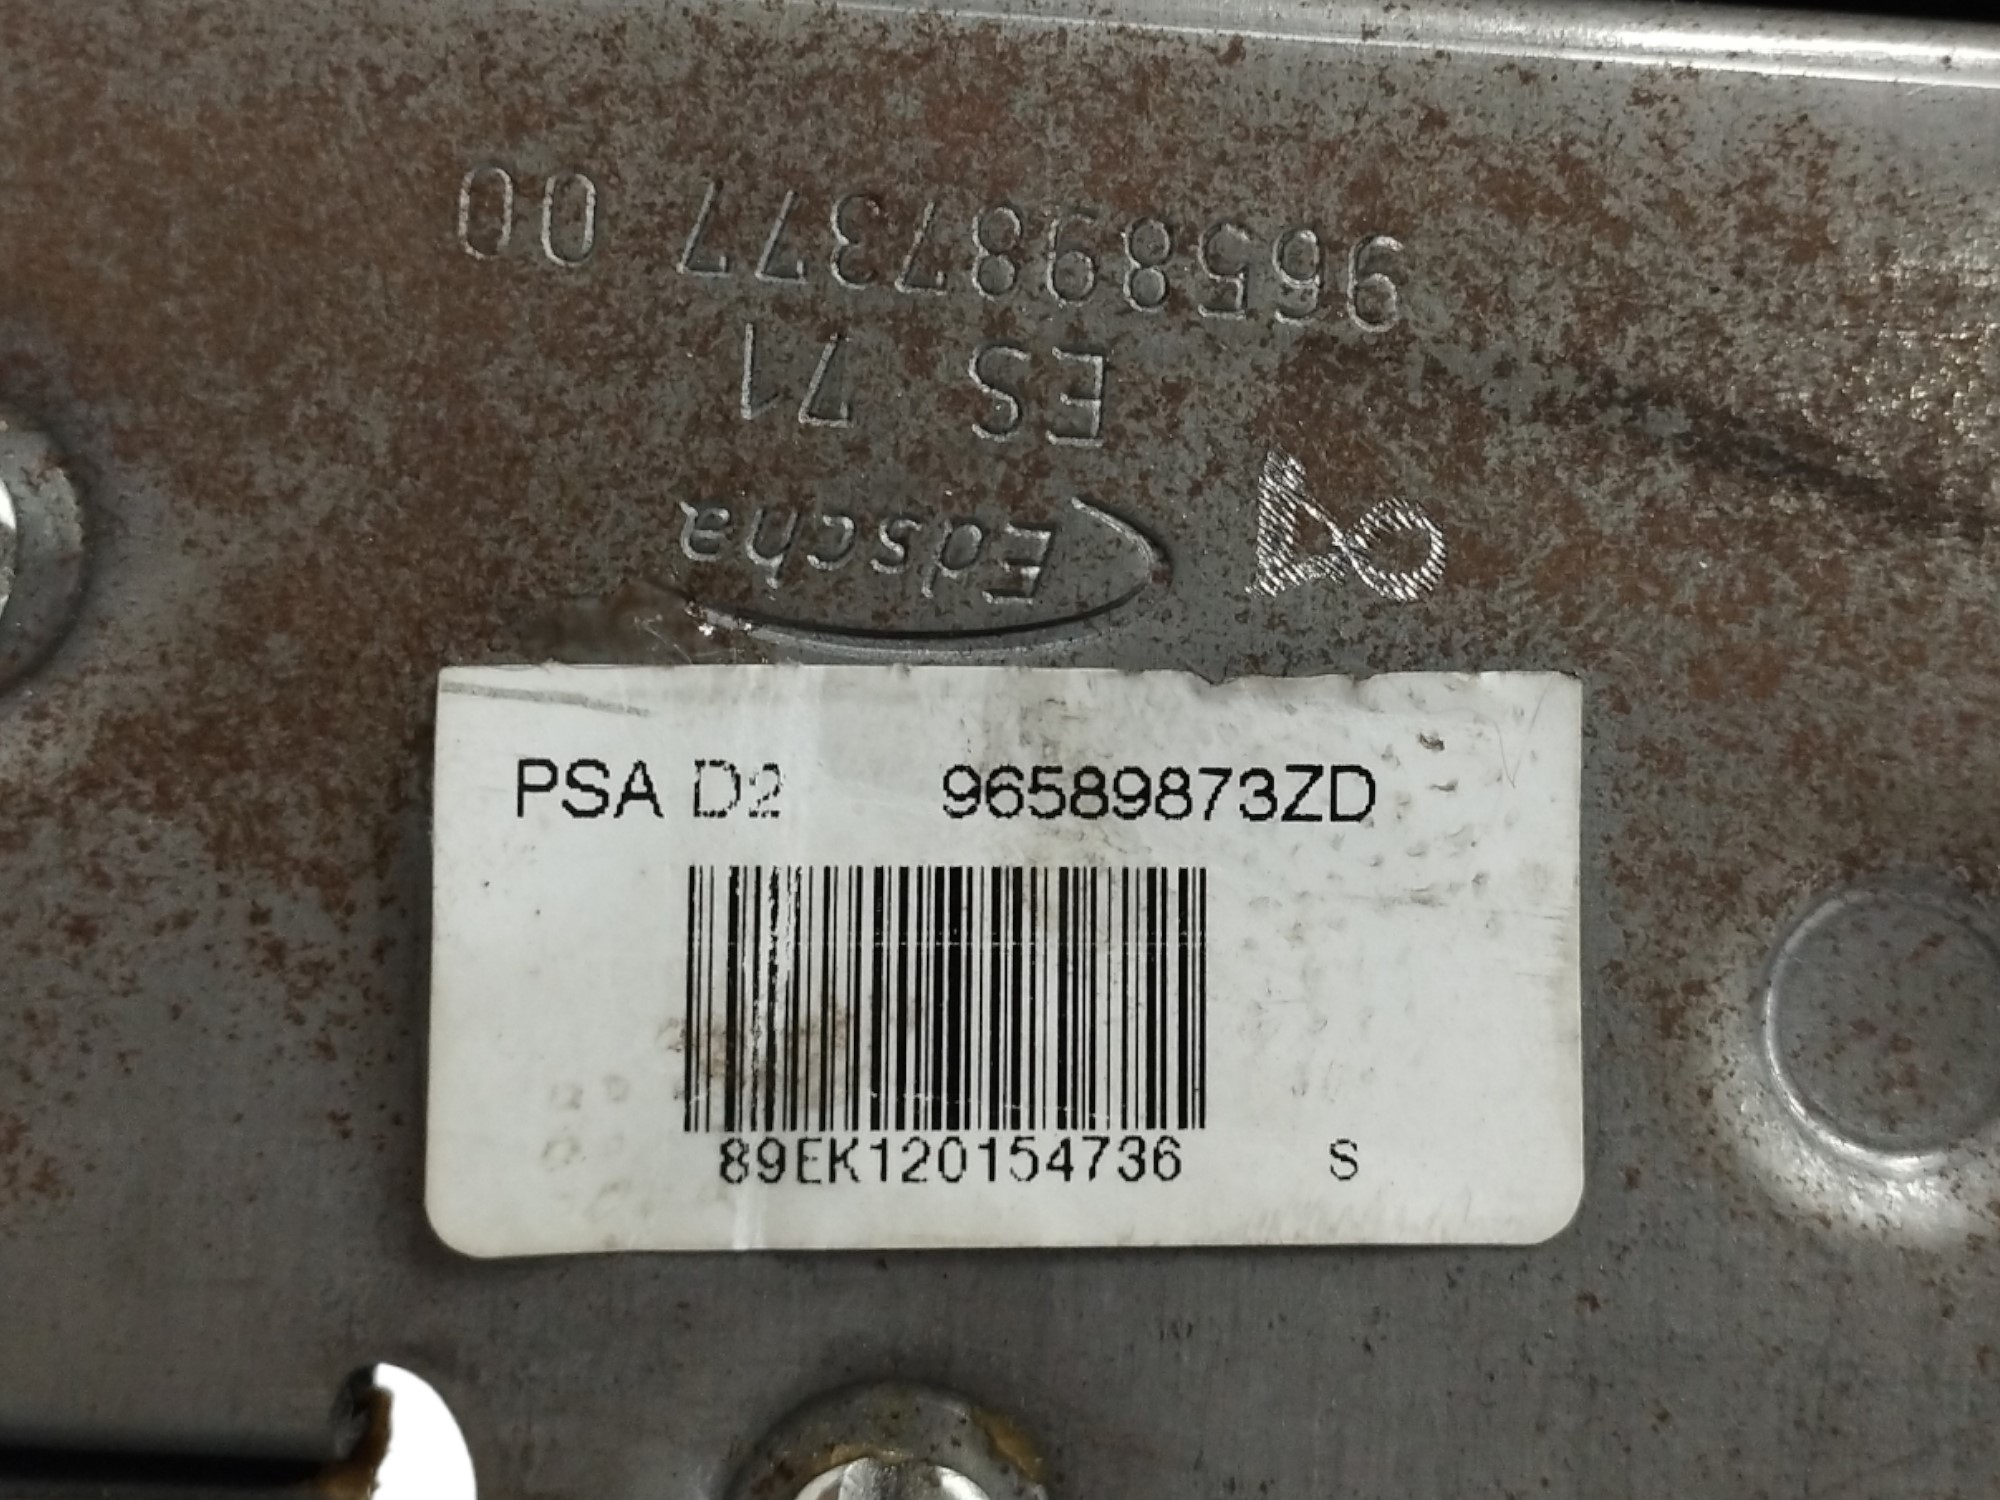 9658987377 00
ES 71
Edscha
PSA D2 96589873ZD
89EK120154736 S